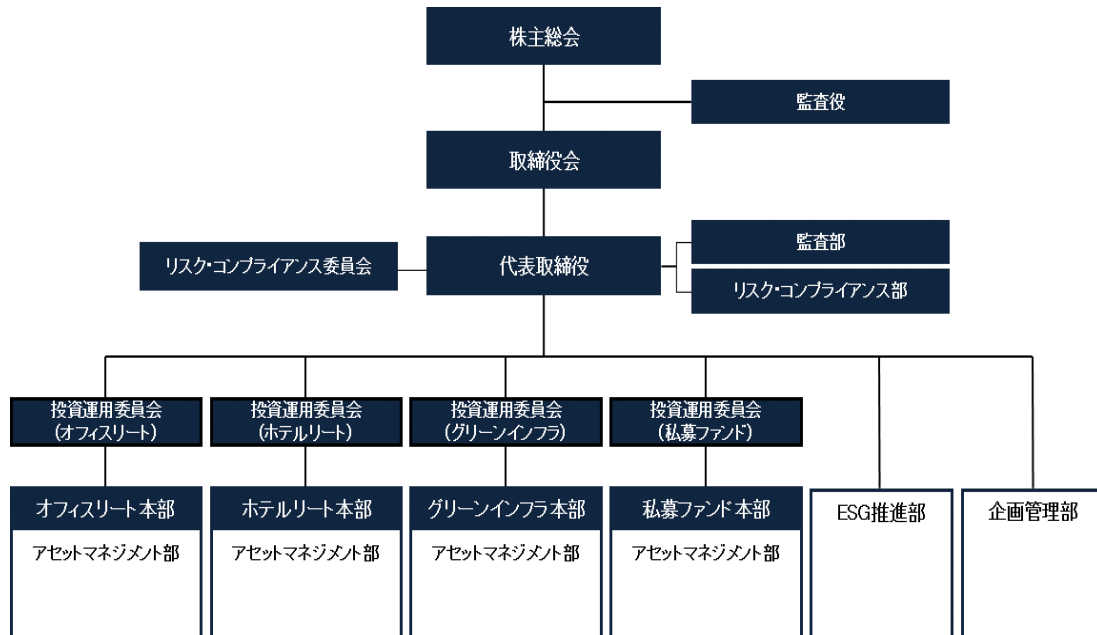 株主総会
監査役
取締役会
監査部
リスク・コンプライアンス委員会
代表取締役
リスク・コンプライアンス部
投資運用委員会
(オフィスリート)
投資運用委員会
(ホテルリート)
投資運用委員会
(グリーンインフラ)
投資運用委員会
(私募ファンド)
オフィスリート本部
アセットマネジメント部
ホテルリート本部
アセットマネジメント部
グリーンインフラ本部
アセットマネジメント部
私募ファンド本部
アセットマネジメント部
ESG推進部
企画管理部